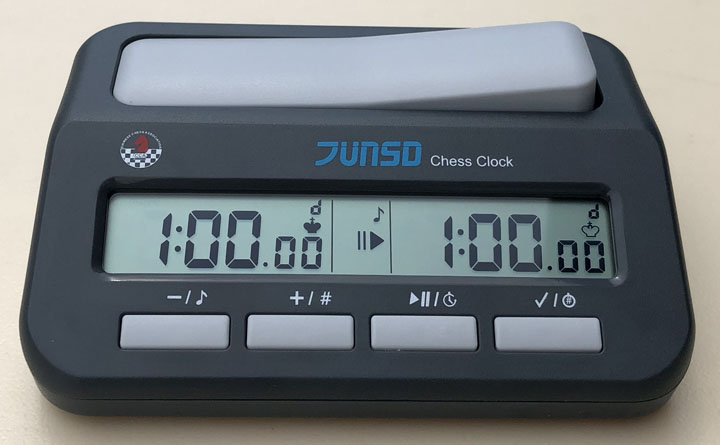 JUNSD Chess Clock
d d
1:00.00 1:00.00
−/♪ +/# ▶II/⏱ ✓/#